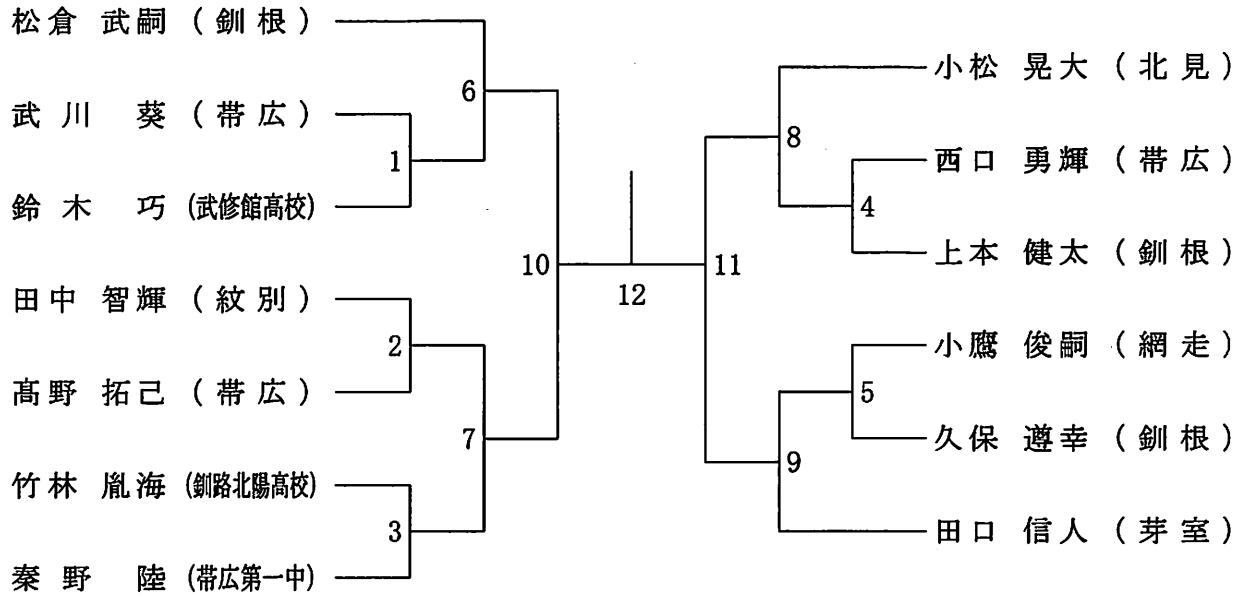 松倉 武嗣 (釧根)
武川 葵 (帯広)
鈴木 巧 (武修館高校)
田中 智輝 (紋別)
髙野 拓己 (帯広)
竹林 胤海 (釧路北陽高校)
秦野 陸 (帯広第一中)
1
2
3
6
7
10
12
11
8
9
4
5
小松 晃大 (北見)
西口 勇輝 (帯広)
上本 健太 (釧根)
小鷹 俊嗣 (網走)
久保 遵幸 (釧根)
田口 信人 (芽室)